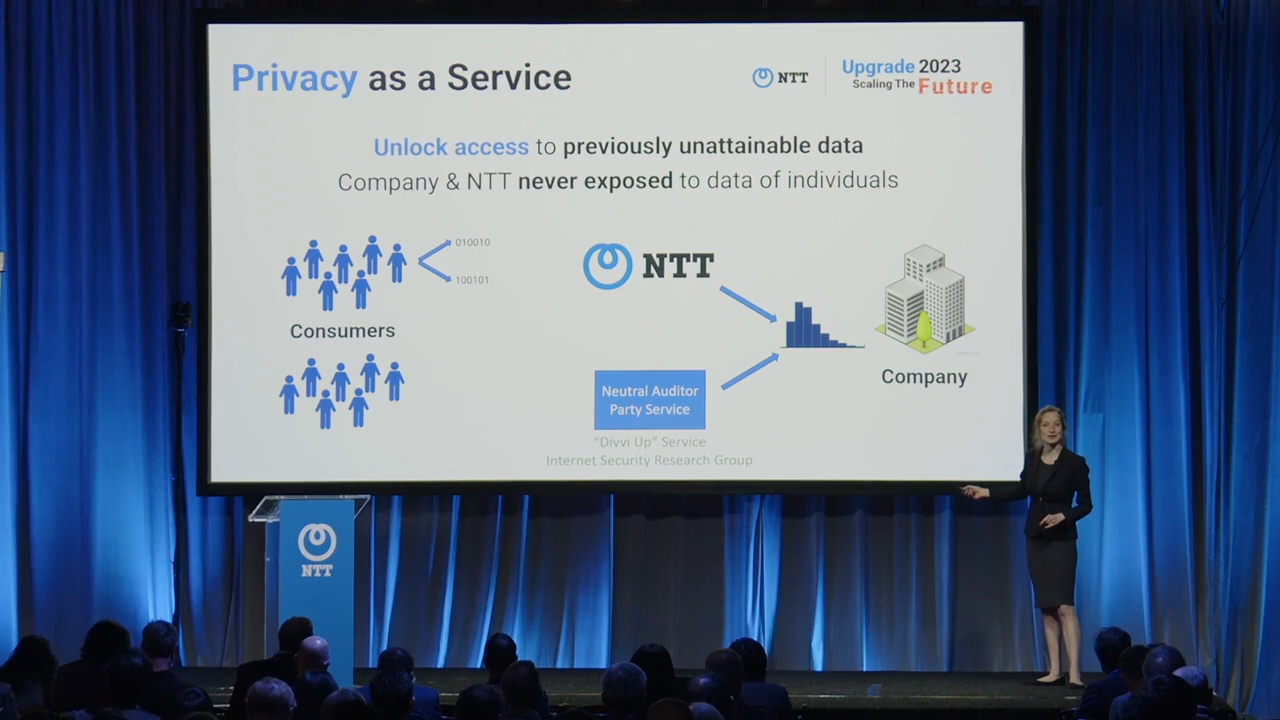 Privacy as a Service
NTT
Upgrade 2023
Scaling The Future
Unlock access to previously unattainable data
Company & NTT never exposed to data of individuals
010010
100101
Consumers
NTT
Neutral Auditor
Party Service
"Divvi Up" Service
Internet Security Research Group
Company
NTT